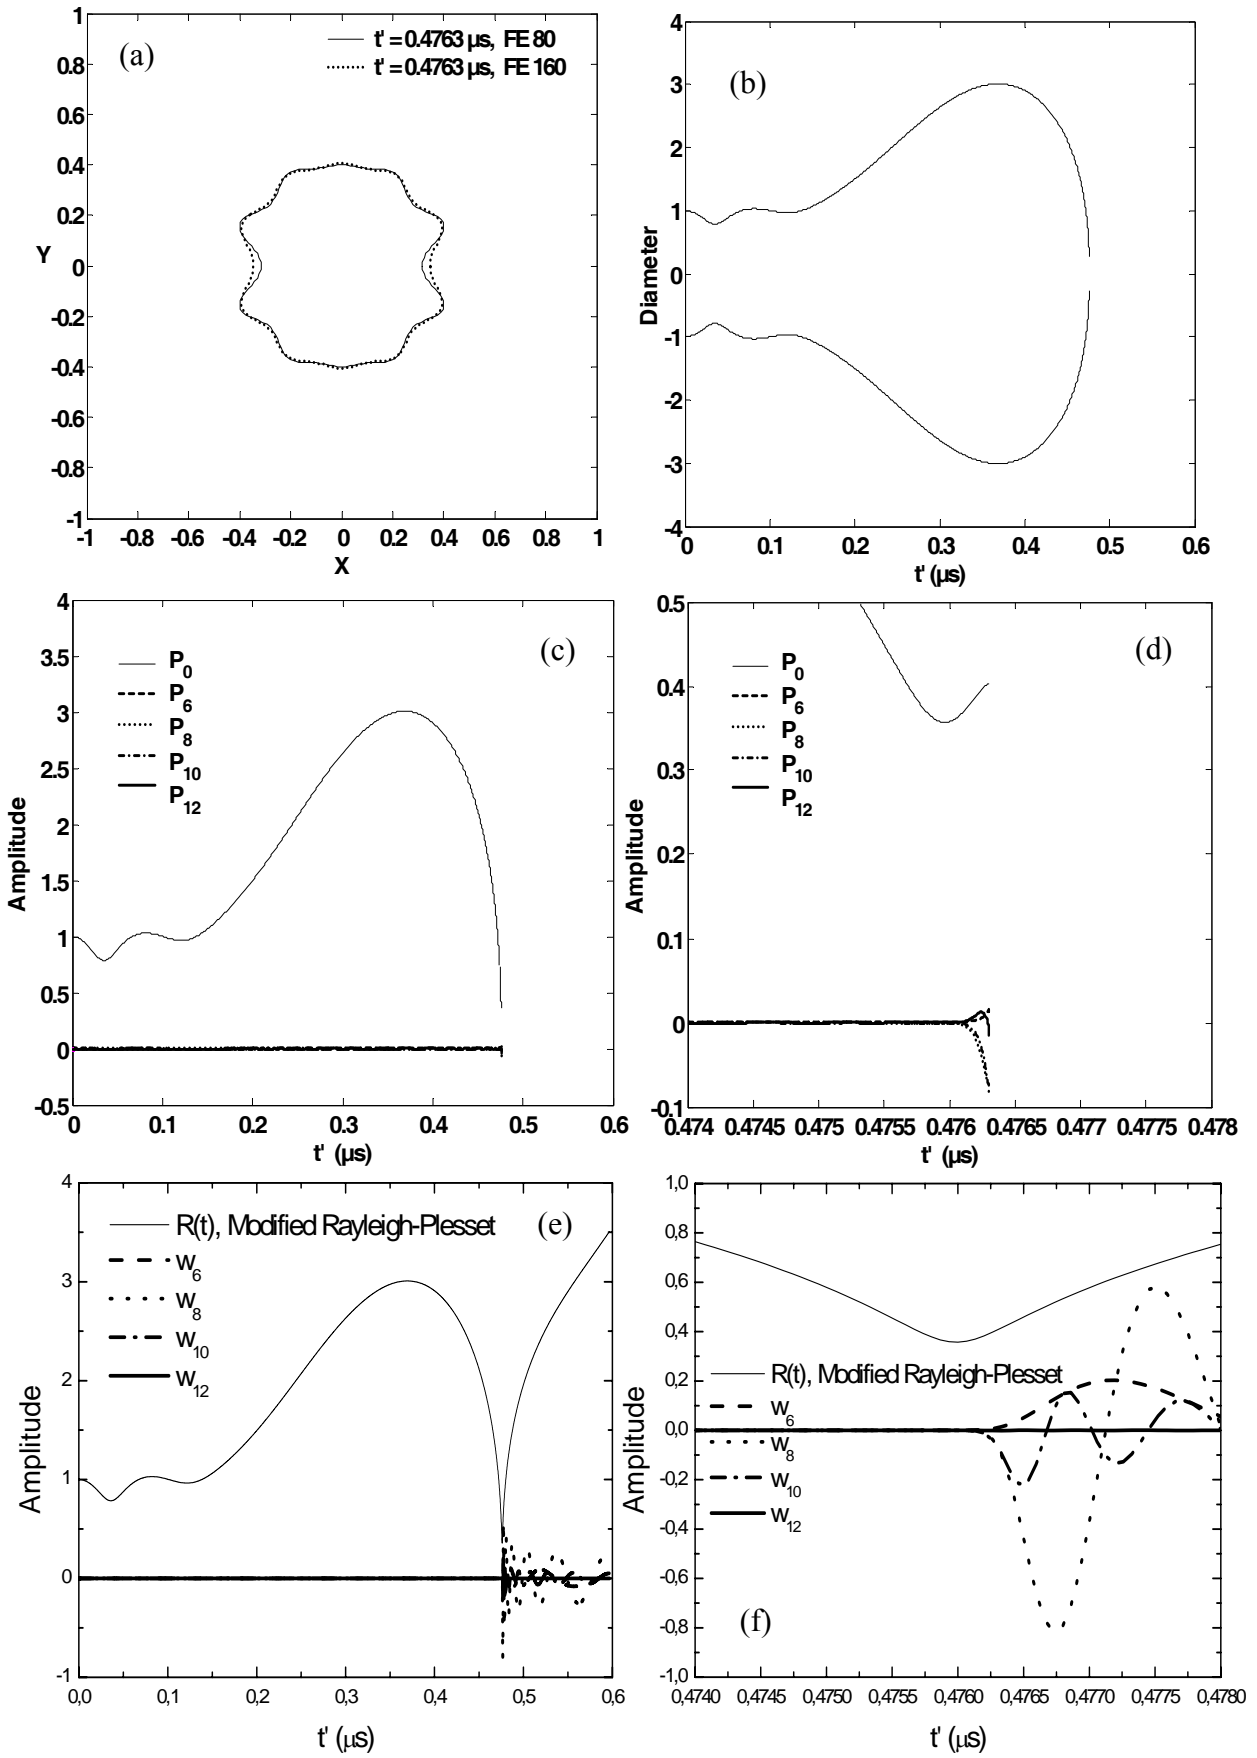 (a)
t' = 0.4763 µs, FE 80
t' = 0.4763 µs, FE 160
1
0.8
0.6
0.4
0.2
Y
0
-0.2
-0.4
-0.6
-0.8
-1
-1 -0.8 -0.6 -0.4 -0.2 0 0.2 0.4 0.6 0.8 1
X
(b)
4
3
2
1
0
-1
-2
-3
-4
Diameter
0 0.1 0.2 0.3 0.4 0.5 0.6
t' (µs)
(c)
P0
P6
P8
P10
P12
4
3.5
3
2.5
2
1.5
1
0.5
0
-0.5
Amplitude
0 0.1 0.2 0.3 0.4 0.5 0.6
t' (µs)
(d)
P0
P6
P8
P10
P12
0.5
0.4
0.3
0.2
0.1
0
-0.1
Amplitude
0.474 0.4745 0.475 0.4755 0.476 0.4765 0.477 0.4775 0.478
t' (µs)
(e)
R(t), Modified Rayleigh-Plesset
w6
w8
w10
w12
4
3
2
1
0
-1
Amplitude
0,0 0,1 0,2 0,3 0,4 0,5 0,6
t' (µs)
1,0
0,8
0,6
0,4
0,2
0,0
-0,2
-0,4
-0,6
-0,8
-1,0
Amplitude
R(t), Modified Rayleigh-Plesset
w6
w8
w10
w12
(f)
0,4740 0,4745 0,4750 0,4755 0,4760 0,4765 0,4770 0,4775 0,4780
t' (µs)